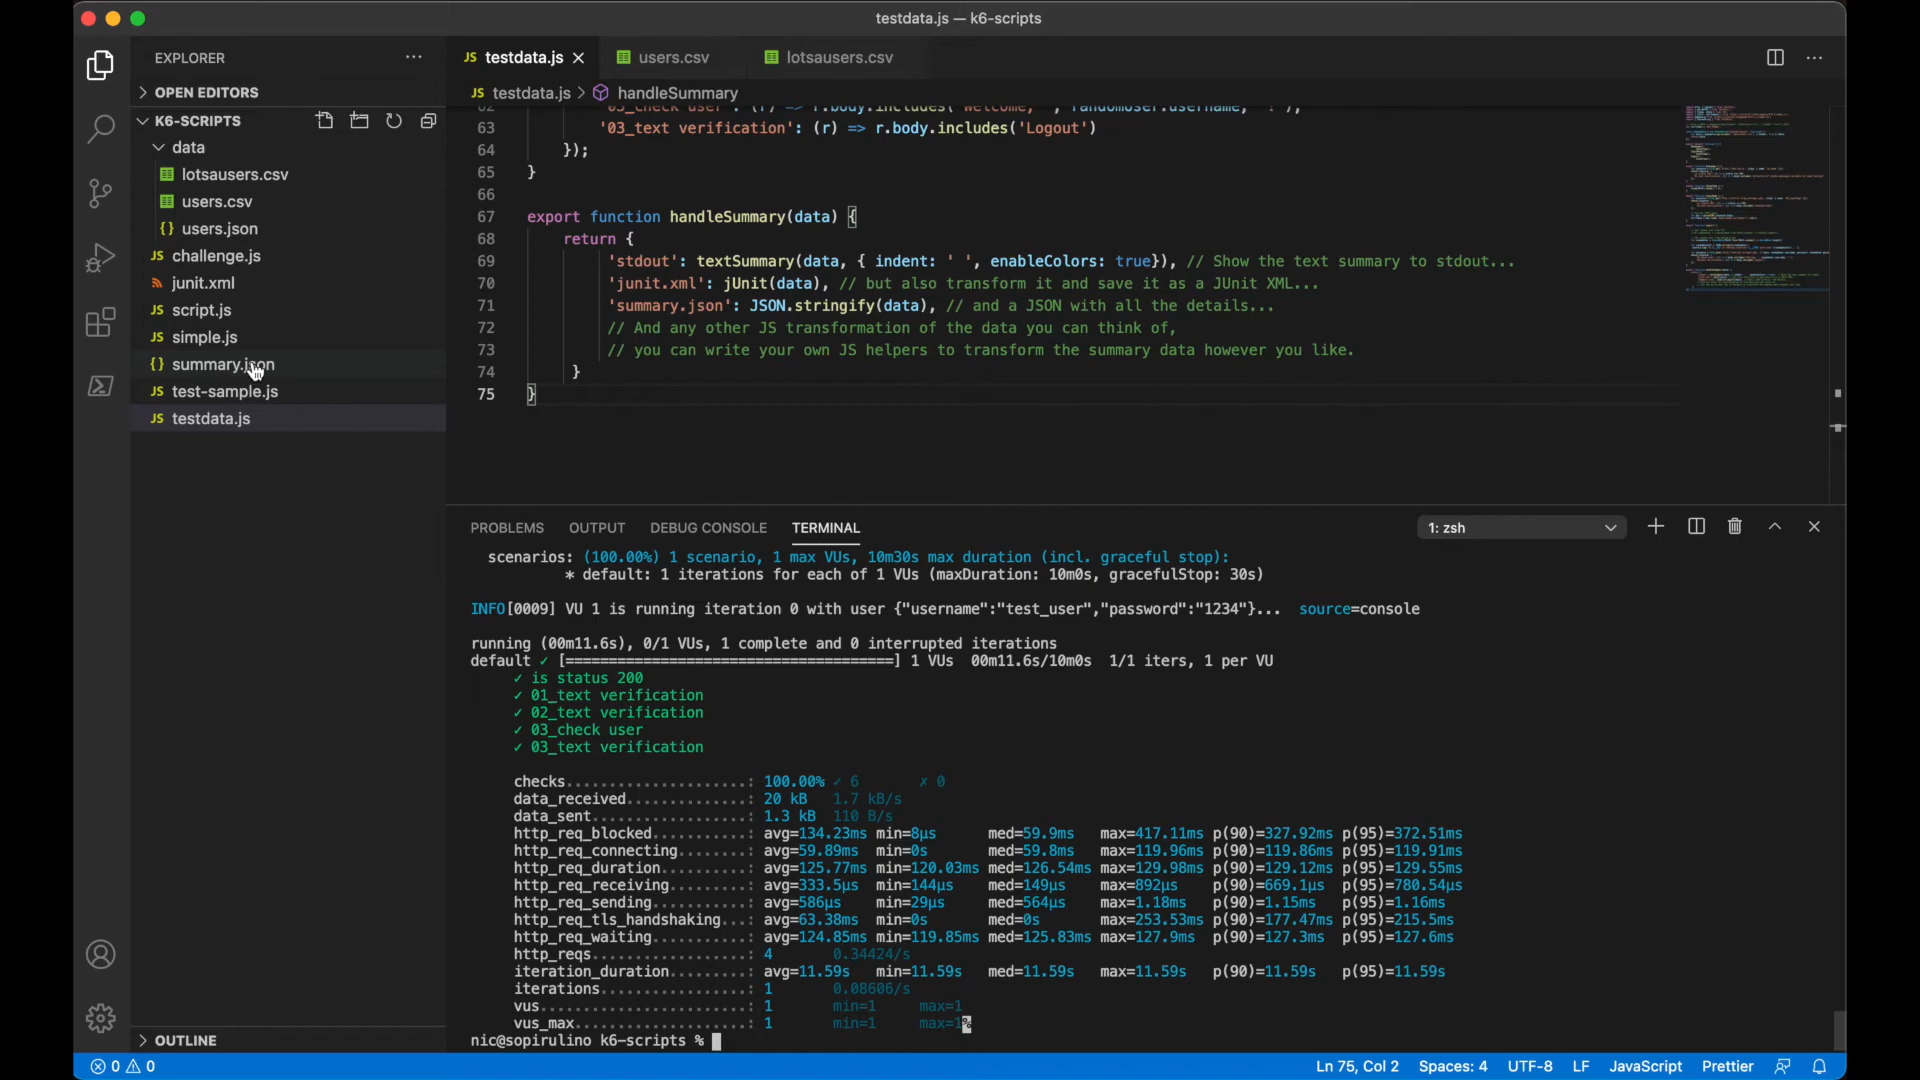 testdata.js — k6-scripts
EXPLORER
OPEN EDITORS
K6-SCRIPTS
data
lotsausers.csv
users.csv
{} users.json
JS challenge.js
junit.xml
JS script.js
JS simple.js
{} summary.json
JS test-sample.js
JS testdata.js
OUTLINE
JS testdata.js
users.csv
lotsausers.csv
JS testdata.js > handleSummary
62 '03_check user': (r) => r.body.includes('Welcome, ', randomUser.username, '!'),
63 '03_text verification': (r) => r.body.includes('Logout')
64 });
65 }
66
67 export function handleSummary(data) {
68 return {
69 'stdout': textSummary(data, { indent: ' ', enableColors: true}), // Show the text summary to stdout...
70 'junit.xml': jUnit(data), // but also transform it and save it as a JUnit XML...
71 'summary.json': JSON.stringify(data), // and a JSON with all the details...
72 // And any other JS transformation of the data you can think of,
73 // you can write your own JS helpers to transform the summary data however you like.
74 }
75 }
PROBLEMS OUTPUT DEBUG CONSOLE TERMINAL 1: zsh
scenarios: (100.00%) 1 scenario, 1 max VUs, 10m30s max duration (incl. graceful stop):
* default: 1 iterations for each of 1 VUs (maxDuration: 10m0s, gracefulStop: 30s)
INFO[0009] VU 1 is running iteration 0 with user {"username":"test_user","password":"1234"}... source=console
running (00m11.6s), 0/1 VUs, 1 complete and 0 interrupted iterations
default ✓ [======================================] 1 VUs 00m11.6s/10m0s 1/1 iters, 1 per VU
✓ is status 200
✓ 01_text verification
✓ 02_text verification
✓ 03_check user
✓ 03_text verification
checks.....................: 100.00% ✓ 6 ✗ 0
data_received..............: 20 kB 1.7 kB/s
data_sent..................: 1.3 kB 110 B/s
http_req_blocked...........: avg=134.23ms min=8µs med=59.9ms max=417.11ms p(90)=327.92ms p(95)=372.51ms
http_req_connecting........: avg=59.89ms min=0s med=59.8ms max=119.96ms p(90)=119.86ms p(95)=119.91ms
http_req_duration..........: avg=125.77ms min=120.03ms med=126.54ms max=129.98ms p(90)=129.12ms p(95)=129.55ms
http_req_receiving.........: avg=333.5µs min=144µs med=149µs max=892µs p(90)=669.1µs p(95)=780.54µs
http_req_sending...........: avg=586µs min=29µs med=564µs max=1.18ms p(90)=1.15ms p(95)=1.16ms
http_req_tls_handshaking...: avg=63.38ms min=0s med=0s max=253.53ms p(90)=177.47ms p(95)=215.5ms
http_req_waiting...........: avg=124.85ms min=119.85ms med=125.83ms max=127.9ms p(90)=127.3ms p(95)=127.6ms
http_reqs..................: 4 0.34424/s
iteration_duration.........: avg=11.59s min=11.59s med=11.59s max=11.59s p(90)=11.59s p(95)=11.59s
iterations.................: 1 0.08606/s
vus........................: 1 min=1 max=1
vus_max....................: 1 min=1 max=1%
nic@sopirulino k6-scripts %
0 0 Ln 75, Col 2 Spaces: 4 UTF-8 LF JavaScript Prettier